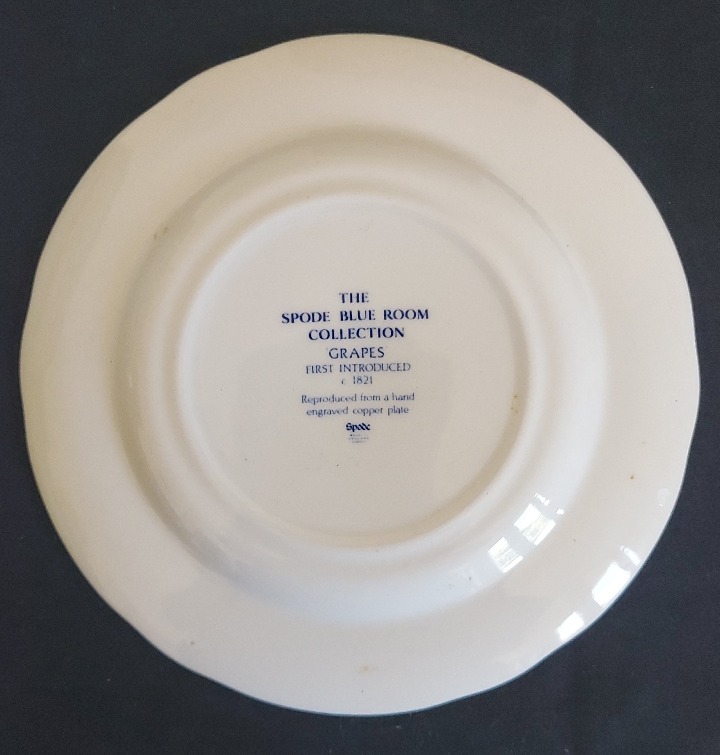 THE
SPODE BLUE ROOM
COLLECTION
'GRAPES'
FIRST INTRODUCED
c. 1821
Reproduced from a hand
engraved copper plate
Spode